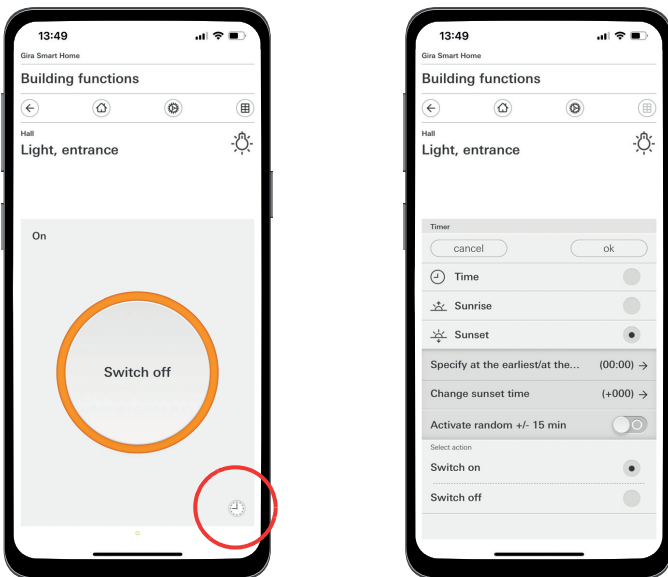 13:49
Gira Smart Home
Building functions
Hall
Light, entrance
On
Switch off
13:49
Gira Smart Home
Building functions
Hall
Light, entrance
Timer
cancel ok
Time
Sunrise
Sunset
Specify at the earliest/at the... (00:00)
Change sunset time (+000)
Activate random +/- 15 min
Select action
Switch on
Switch off